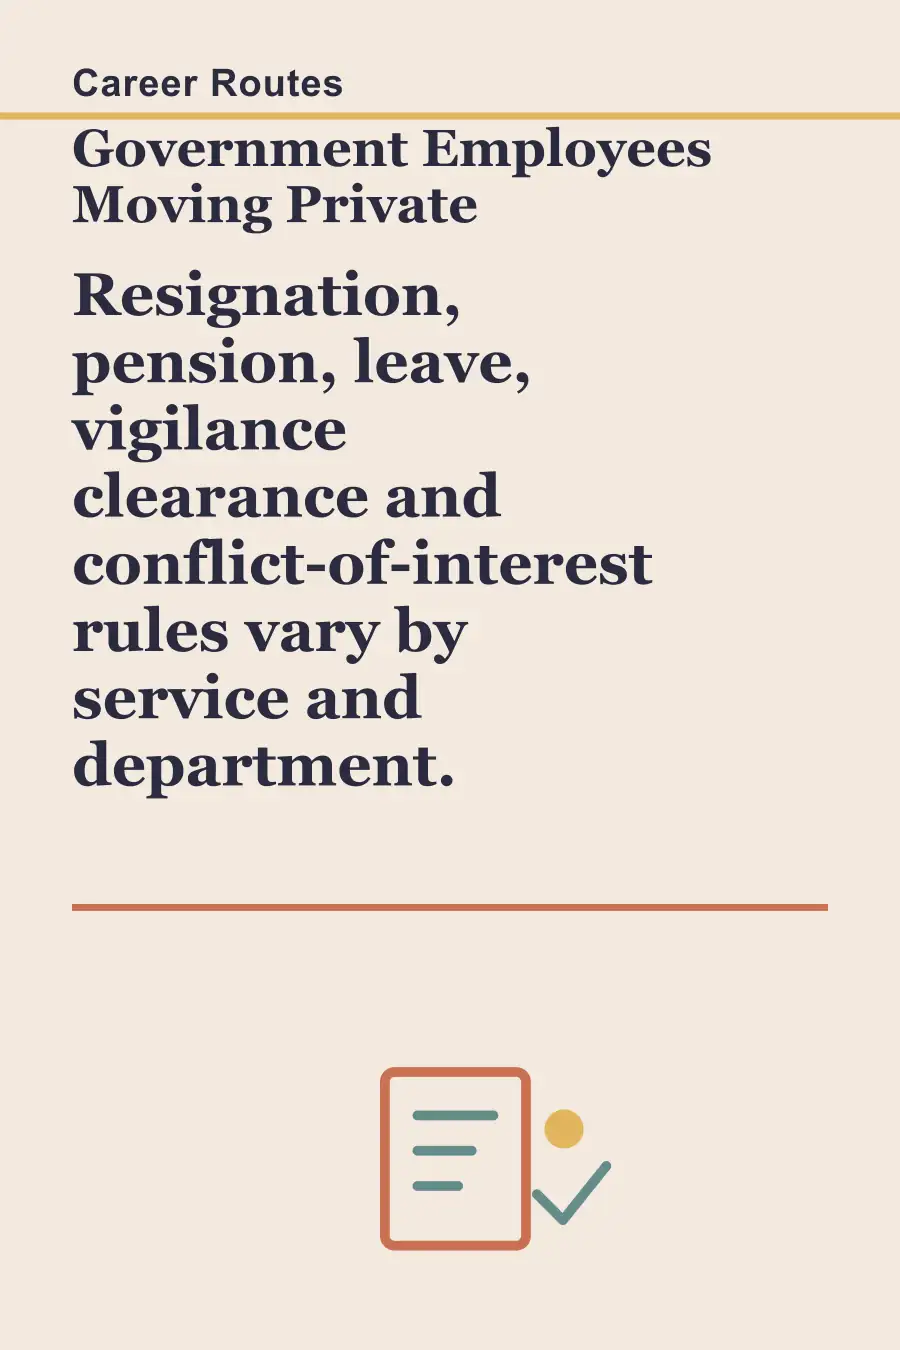 Career Routes
Government Employees
Moving Private
Resignation,
pension, leave,
vigilance
clearance and
conflict-of-interest
rules vary by
service and
department.